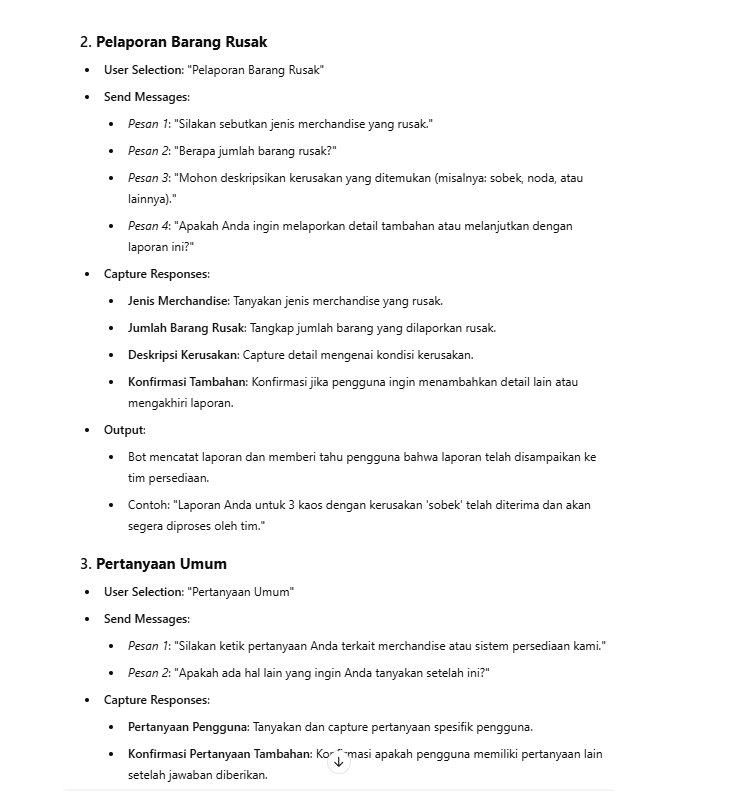 2. Pelaporan Barang Rusak
• User Selection: "Pelaporan Barang Rusak"
• Send Messages:
• Pesan 1: "Silakan sebutkan jenis merchandise yang rusak."
• Pesan 2: "Berapa jumlah barang rusak?"
• Pesan 3: "Mohon deskripsikan kerusakan yang ditemukan (misalnya: sobek, noda, atau
lainnya)."
• Pesan 4: "Apakah Anda ingin melaporkan detail tambahan atau melanjutkan dengan
laporan ini?"
• Capture Responses:
• Jenis Merchandise: Tanyakan jenis merchandise yang rusak.
• Jumlah Barang Rusak: Tangkap jumlah barang yang dilaporkan rusak.
• Deskripsi Kerusakan: Capture detail mengenai kondisi kerusakan.
• Konfirmasi Tambahan: Konfirmasi jika pengguna ingin menambahkan detail lain atau
mengakhiri laporan.
• Output:
• Bot mencatat laporan dan memberi tahu pengguna bahwa laporan telah disampaikan ke
tim persediaan.
• Contoh: "Laporan Anda untuk 3 kaos dengan kerusakan 'sobek' telah diterima dan akan
segera diproses oleh tim."
3. Pertanyaan Umum
• User Selection: "Pertanyaan Umum"
• Send Messages:
• Pesan 1: "Silakan ketik pertanyaan Anda terkait merchandise atau sistem persediaan kami."
• Pesan 2: "Apakah ada hal lain yang ingin Anda tanyakan setelah ini?"
• Capture Responses:
• Pertanyaan Pengguna: Tanyakan dan capture pertanyaan spesifik pengguna.
• Konfirmasi Pertanyaan Tambahan: Konfirmasi apakah pengguna memiliki pertanyaan lain
setelah jawaban diberikan.